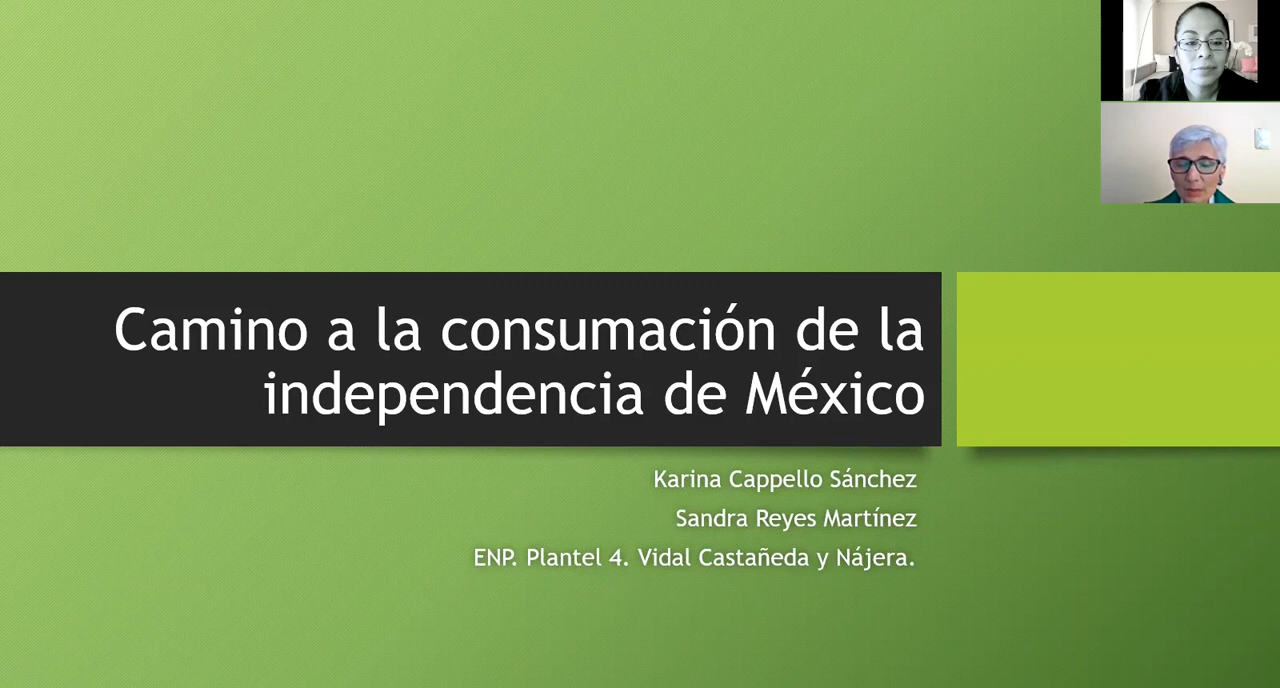 Camino a la consumación de la
independencia de México
Karina Cappello Sánchez
Sandra Reyes Martínez
ENP. Plantel 4. Vidal Castañeda y Nájera.